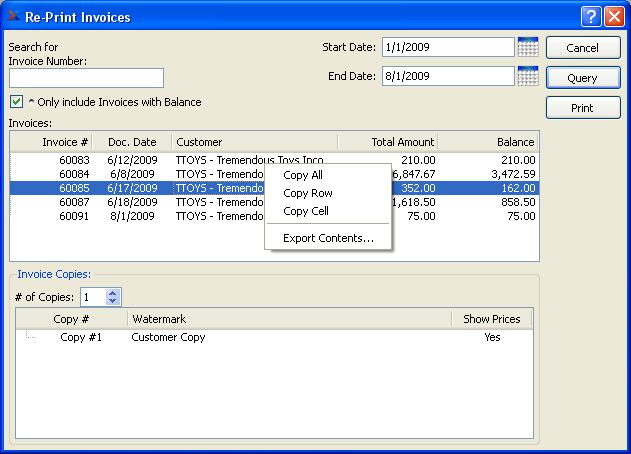 Re-Print Invoices
Search for
Invoice Number:
Start Date: 1/1/2009
Cancel
End Date: 8/1/2009
Query
^ Only include Invoices with Balance
Print
Invoices:
Invoice # Doc. Date Customer Total Amount Balance
60083 6/12/2009 TTOYS - Tremendous Toys Inco 210.00 210.00
60084 6/8/2009 TTOYS - Tremendo 6,847.67 3,472.59
60085 6/17/2009 TTOYS - Tremendo 352.00 162.00
60087 6/18/2009 TTOYS - Tremendo 1,618.50 858.50
60091 8/1/2009 TTOYS - Tremendo 75.00 75.00
Copy All
Copy Row
Copy Cell
Export Contents...
Invoice Copies:
# of Copies: 1
Copy # Watermark Show Prices
Copy #1 Customer Copy Yes